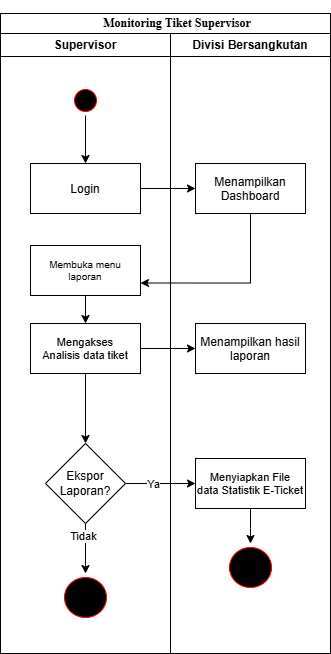 Monitoring Tiket Supervisor
Supervisor
Divisi Bersangkutan
Login
Menampilkan
Dashboard
Membuka menu
laporan
Mengakses
Analisis data tiket
Menampilkan hasil
laporan
Ekspor
Laporan?
Ya
Menyiapkan File
data Statistik E-Ticket
Tidak